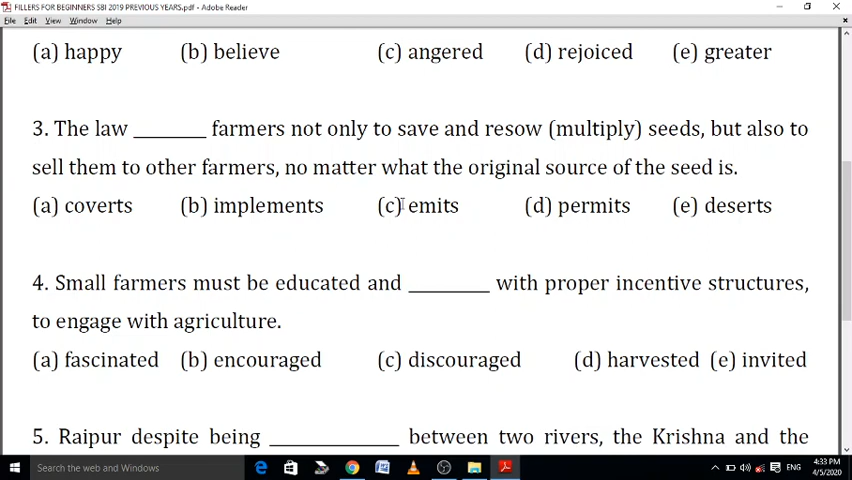 FILLERS FOR BEGINNERS SBI 2019 PREVIOUS YEARS.pdf - Adobe Reader
File Edit View Window Help
(a) happy (b) believe (c) angered (d) rejoiced (e) greater
3. The law ________ farmers not only to save and resow (multiply) seeds, but also to
sell them to other farmers, no matter what the original source of the seed is.
(a) coverts (b) implements (c) emits (d) permits (e) deserts
4. Small farmers must be educated and _________ with proper incentive structures,
to engage with agriculture.
(a) fascinated (b) encouraged (c) discouraged (d) harvested (e) invited
5. Raipur despite being ______________ between two rivers, the Krishna and the
Search the web and Windows
ENG
4:33 PM
4/5/2020